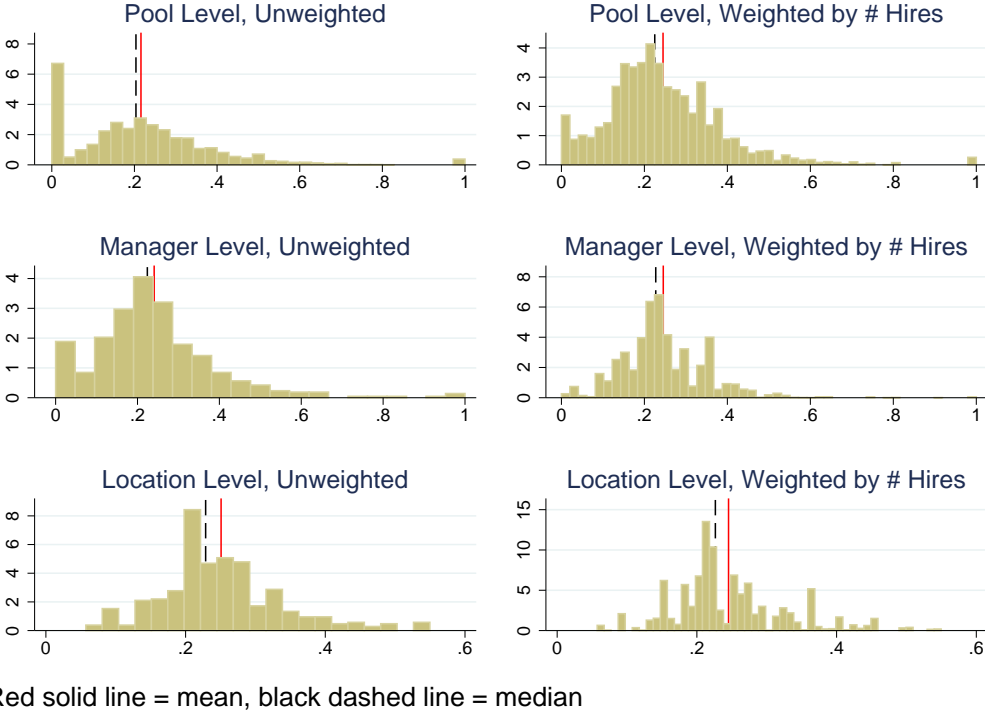 Pool Level, Unweighted
0 2 4 6 8
0 .2 .4 .6 .8 1
Pool Level, Weighted by # Hires
0 1 2 3 4
0 .2 .4 .6 .8 1
Manager Level, Unweighted
0 1 2 3 4
0 .2 .4 .6 .8 1
Manager Level, Weighted by # Hires
0 2 4 6 8
0 .2 .4 .6 .8 1
Location Level, Unweighted
0 2 4 6 8
0 .2 .4 .6
Location Level, Weighted by # Hires
0 5 10 15
0 .2 .4 .6
Red solid line = mean, black dashed line = median